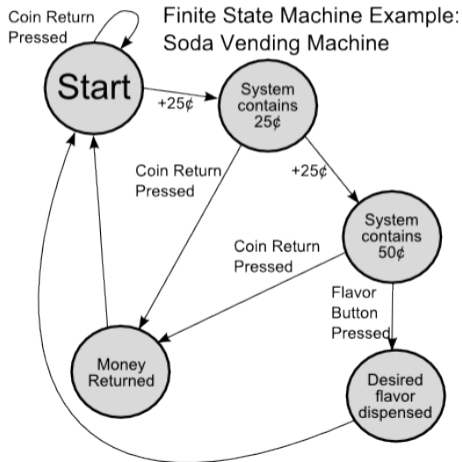 Coin Return
Pressed
Finite State Machine Example:
Soda Vending Machine
Start
+25¢
System
contains
25¢
Coin Return
Pressed
+25¢
System
contains
50¢
Coin Return
Pressed
Flavor
Button
Pressed
Money
Returned
Desired
flavor
dispensed